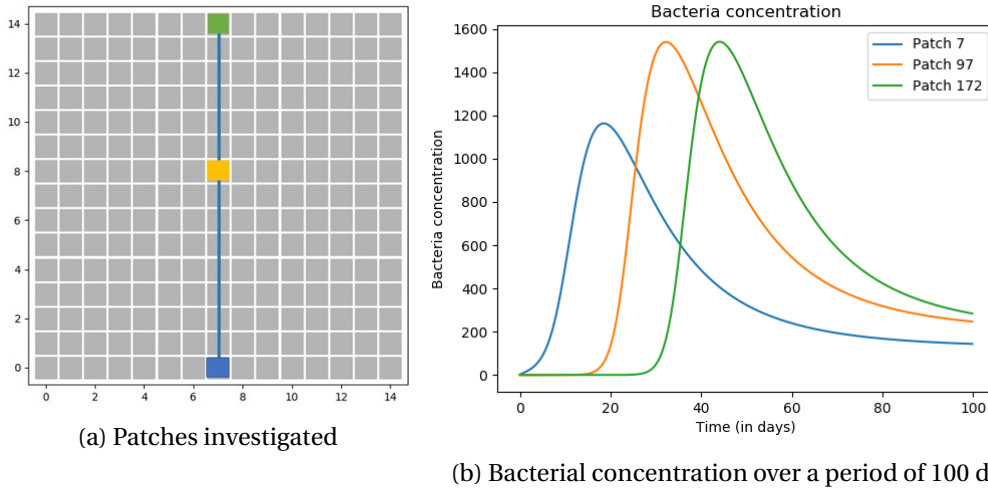 14
12
10
8
6
4
2
0
0 2 4 6 8 10 12 14
(a) Patches investigated
Bacteria concentration
Bacteria concentration
1600
1400
1200
1000
800
600
400
200
0
Patch 7
Patch 97
Patch 172
0 20 40 60 80 100
Time (in days)
(b) Bacterial concentration over a period of 100 d